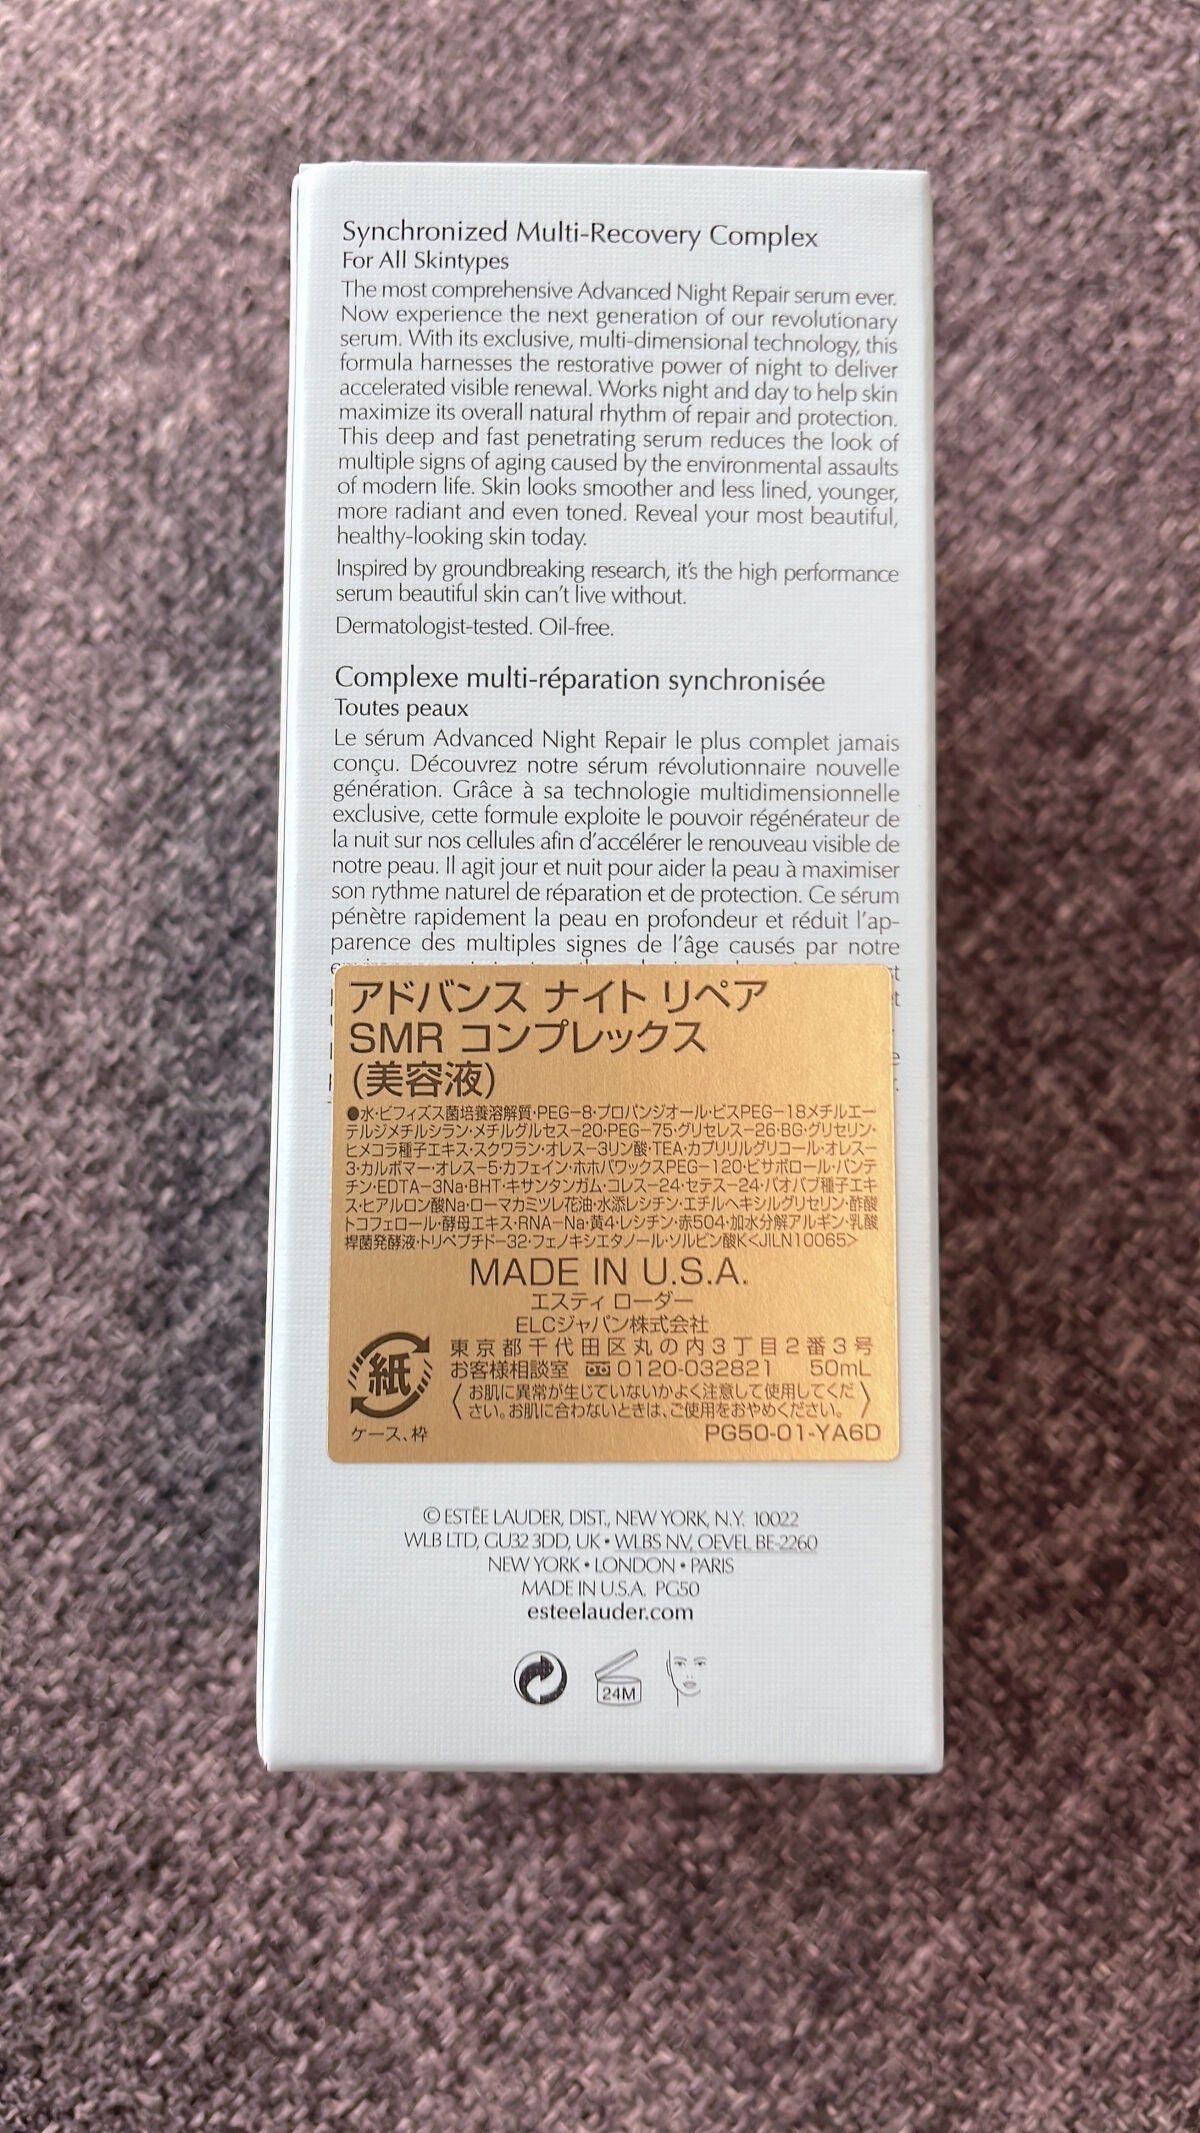 Synchronized Multi-Recovery Complex
For All Skintypes
The most comprehensive Advanced Night Repair serum ever.
Now experience the next generation of our revolutionary
serum. With its exclusive, multi-dimensional technology, this
formula harnesses the restorative power of night to deliver
accelerated visible renewal. Works night and day to help skin
maximize its overall natural rhythm of repair and protection.
This deep and fast penetrating serum reduces the look of
multiple signs of aging caused by the environmental assaults
of modern life. Skin looks smoother and less lined, younger,
more radiant and even toned. Reveal your most beautiful,
healthy-looking skin today.
Inspired by groundbreaking research, it's the high performance
serum beautiful skin can't live without.
Dermatologist-tested. Oil-free.
Complexe multi-réparation synchronisée
Toutes peaux
Le sérum Advanced Night Repair le plus complet jamais
conçu. Découvrez notre sérum révolutionnaire nouvelle
génération. Grâce à sa technologie multidimensionnelle
exclusive, cette formule exploite le pouvoir régénérateur de
la nuit sur nos cellules afin d'accélérer le renouveau visible de
notre peau. Il agit jour et nuit pour aider la peau à maximiser
son rythme naturel de réparation et de protection. Ce sérum
pénètre rapidement la peau en profondeur et réduit l'ap-
parence des multiples signes de l'âge causés par notre
アドバンス ナイト リペア
SMR コンプレックス
(美容液)
●水・ビフィズス菌培養溶解質・PEG-8・プロパンジオール・ビスPEG-18メチルエー
テルジメチルシラン・メチルグルセス-20・PEG-75・グリセレス-26・BG・グリセリン・
ヒメコラ種子エキス・スクワラン・オレス-3リン酸・TEA・カプリリルグリコール・オレス-
3・カルボマー・オレス-5・カフェイン・ホホバワックスPEG-120・ビサボロール・パンテ
チン・EDTA-3Na・BHT・キサンタンガム・コレス-24・セテス-24・バオバブ種子エキ
ス・ヒアルロン酸Na・ローマカミツレ花油・水添レシチン・エチルヘキシルグリセリン・酢酸
トコフェロール・酵母エキス・RNA-Na・黄4・レシチン・赤504・加水分解アルギン・乳酸
桿菌発酵液・トリペプチド-32・フェノキシエタノール・ソルビン酸K<JILN10065>
MADE IN U.S.A.
エスティ ローダー
ELCジャパン株式会社
東京都千代田区丸の内3丁目2番3号
お客様相談室 0120-032821 50mL
紙
お肌に異常が生じていないかよく注意して使用してくだ
さい。お肌に合わないときは、ご使用をおやめください。
ケース、枠 PG50-01-YA6D
© ESTĒE LAUDER, DIST., NEW YORK, N.Y. 10022
WLB LTD, GU32 3DD, UK • WLBS NV, OEVEL BE-2260
NEW YORK • LONDON • PARIS
MADE IN U.S.A. PG50
esteelauder.com
24M